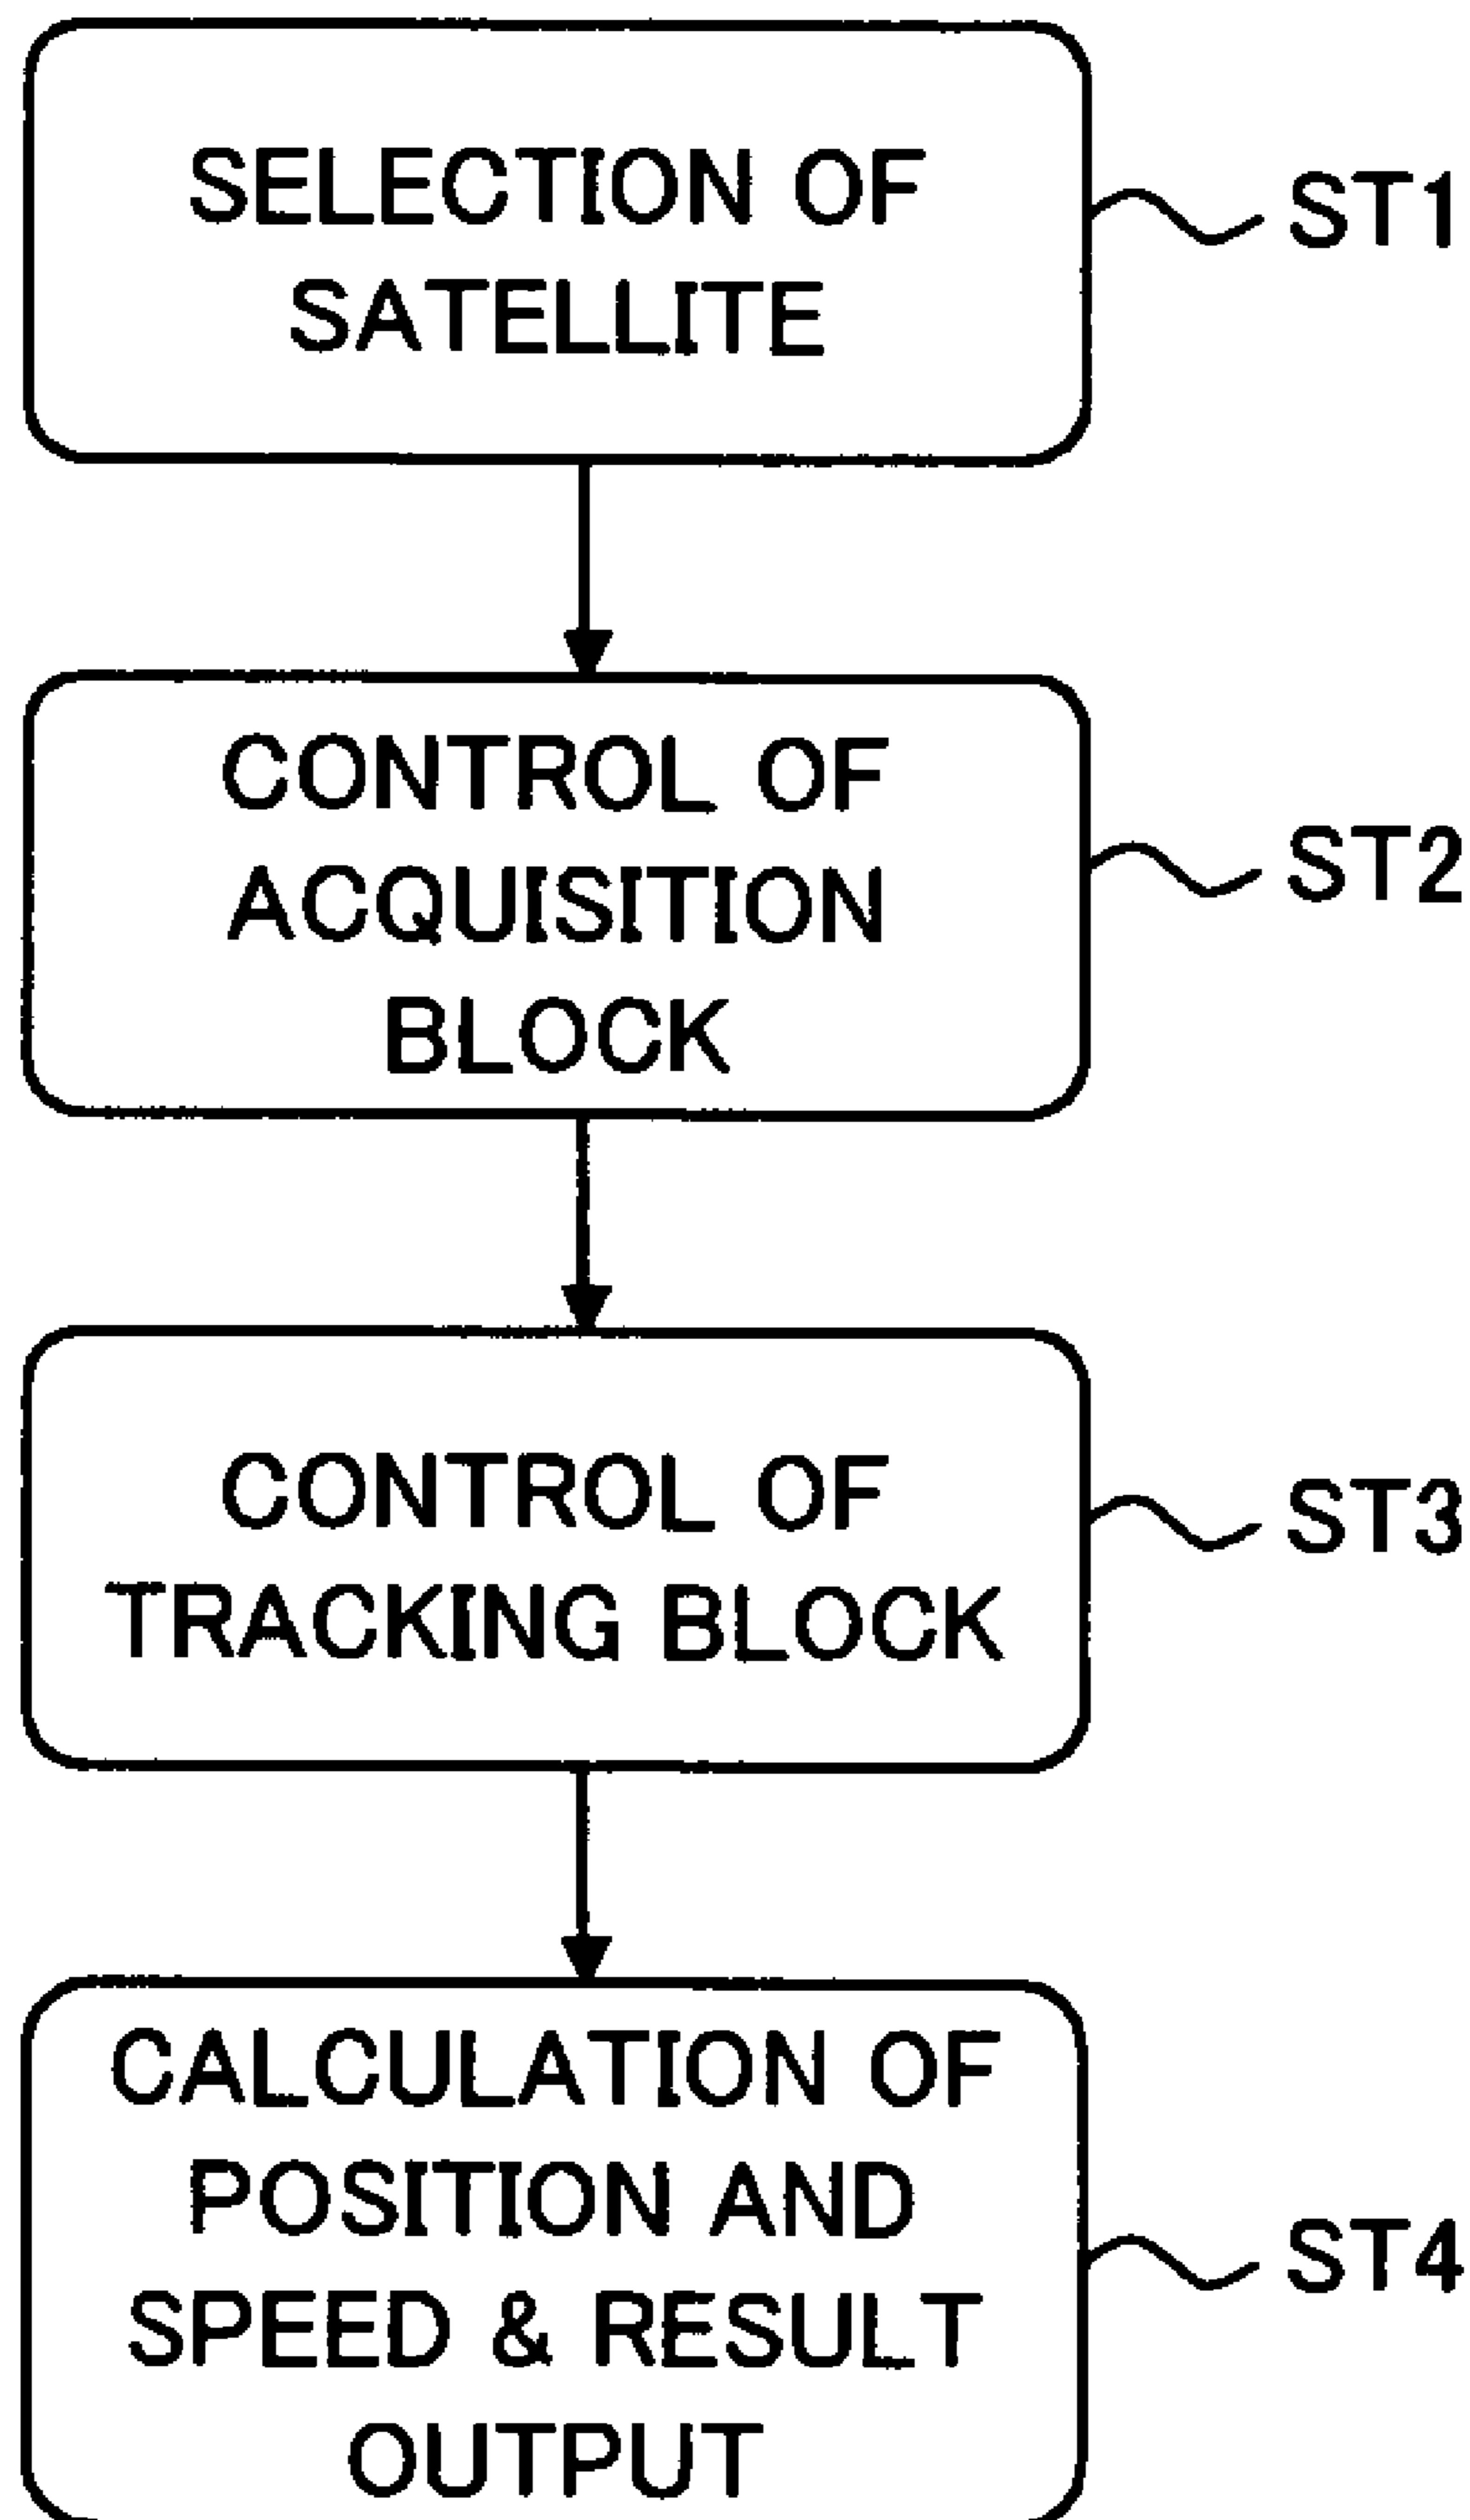 SELECTION OF
SATELLITE
ST1
CONTROL OF
ACQUISITION
BLOCK
ST2
CONTROL OF
TRACKING BLOCK
ST3
CALCULATION OF
POSITION AND
SPEED & RESULT
OUTPUT
ST4